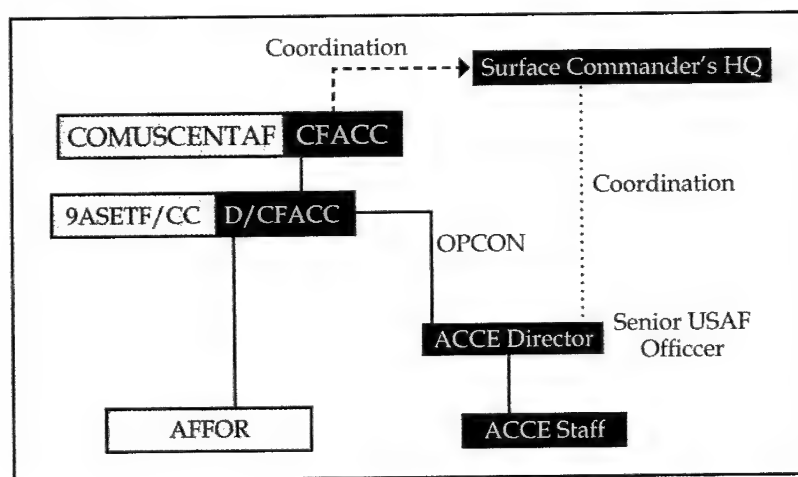 Coordination
Surface Commander's HQ
COMUSCENTAF CFACC
Coordination
9ASETF/CC D/CFACC
OPCON
ACCE Director
Senior USAF
Officcer
AFFOR
ACCE Staff